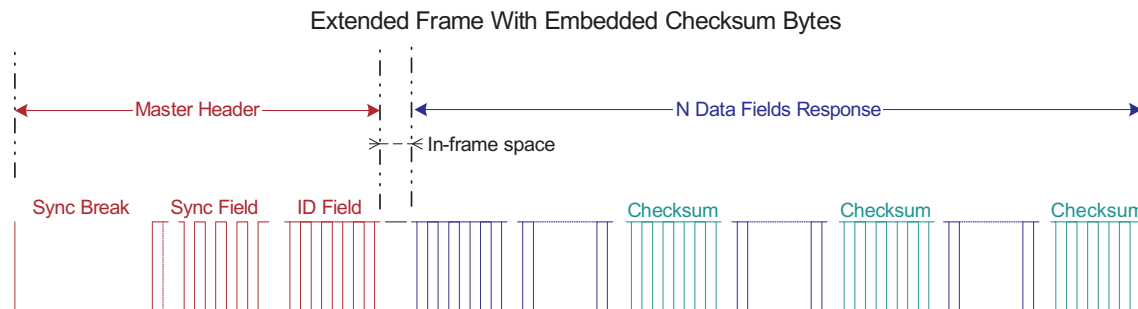 Extended Frame With Embedded Checksum Bytes
Master Header
N Data Fields Response
In-frame space
Sync Break
Sync Field
ID Field
Checksum
Checksum
Checksum